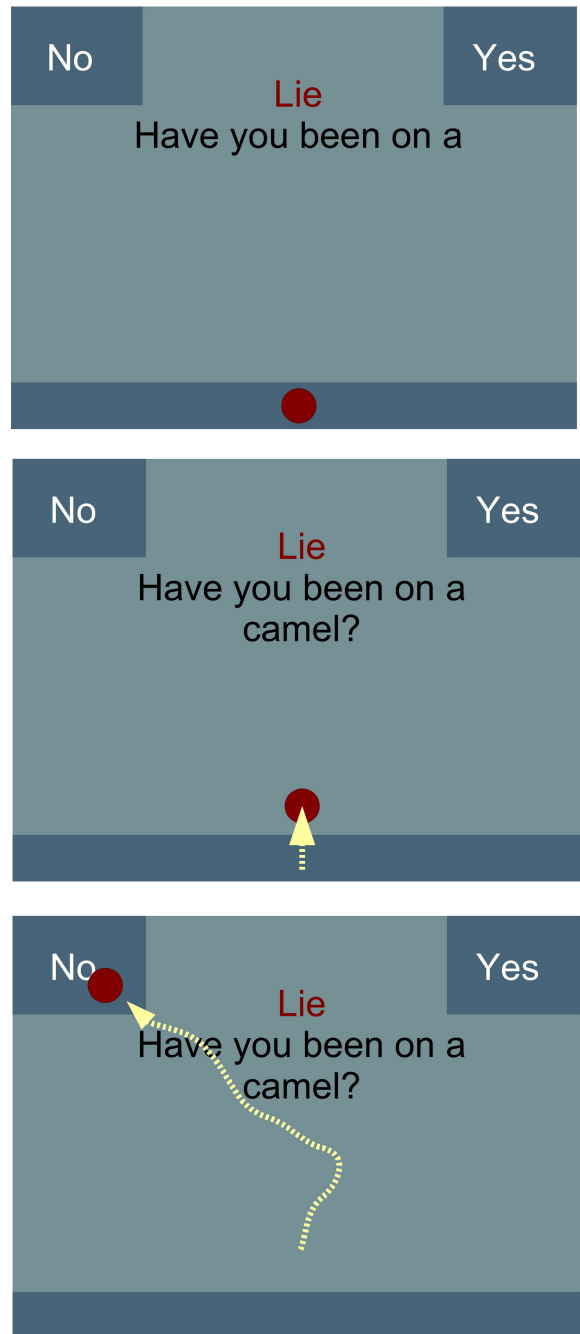 No
Yes
Lie
Have you been on a
No
Yes
Lie
Have you been on a
camel?
No
Yes
Lie
Have you been on a
camel?